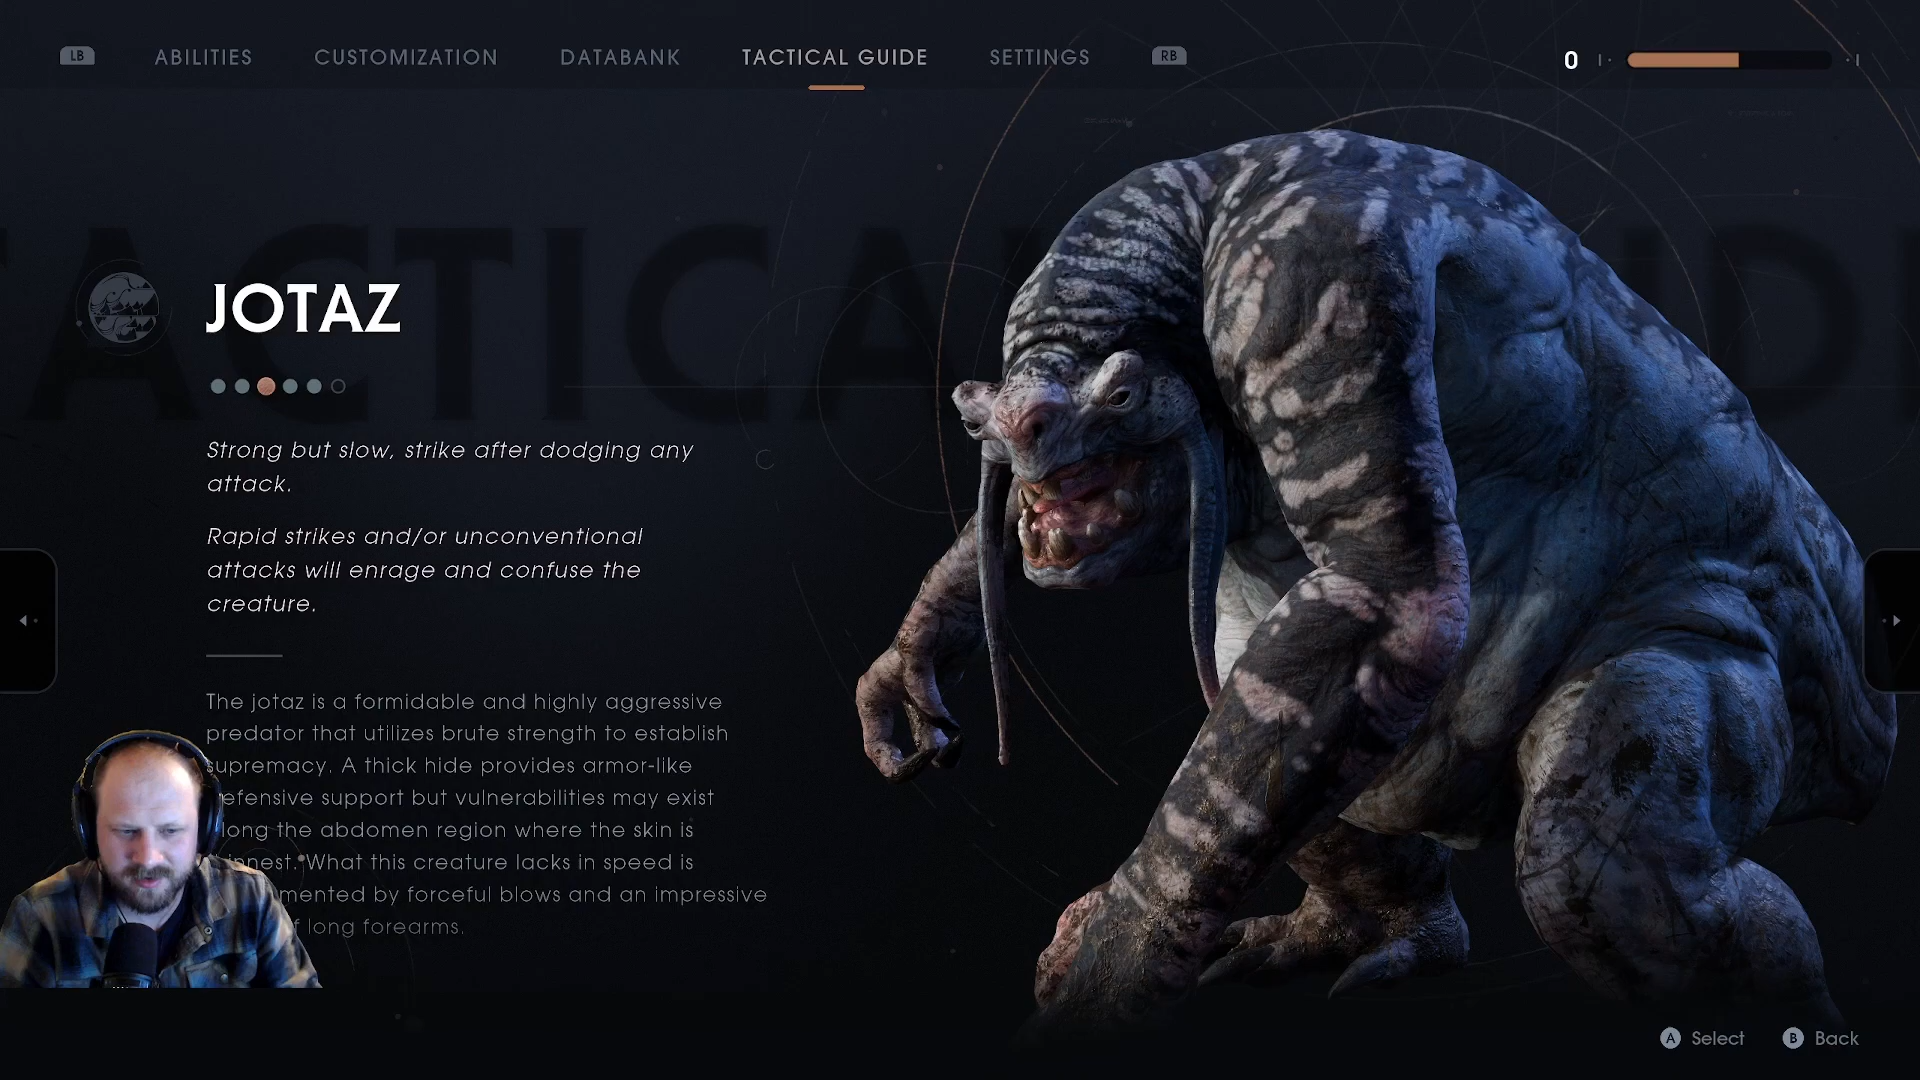 LB ABILITIES CUSTOMIZATION DATABANK TACTICAL GUIDE SETTINGS RB 0
JOTAZ
Strong but slow, strike after dodging any
attack.
Rapid strikes and/or unconventional
attacks will enrage and confuse the
creature.
The jotaz is a formidable and highly aggressive
predator that utilizes brute strength to establish
supremacy. A thick hide provides armor-like
efensive support but vulnerabilities may exist
long the abdomen region where the skin is
What this creature lacks in speed is
mented by forceful blows and an impressive
f long forearms.
A Select B Back